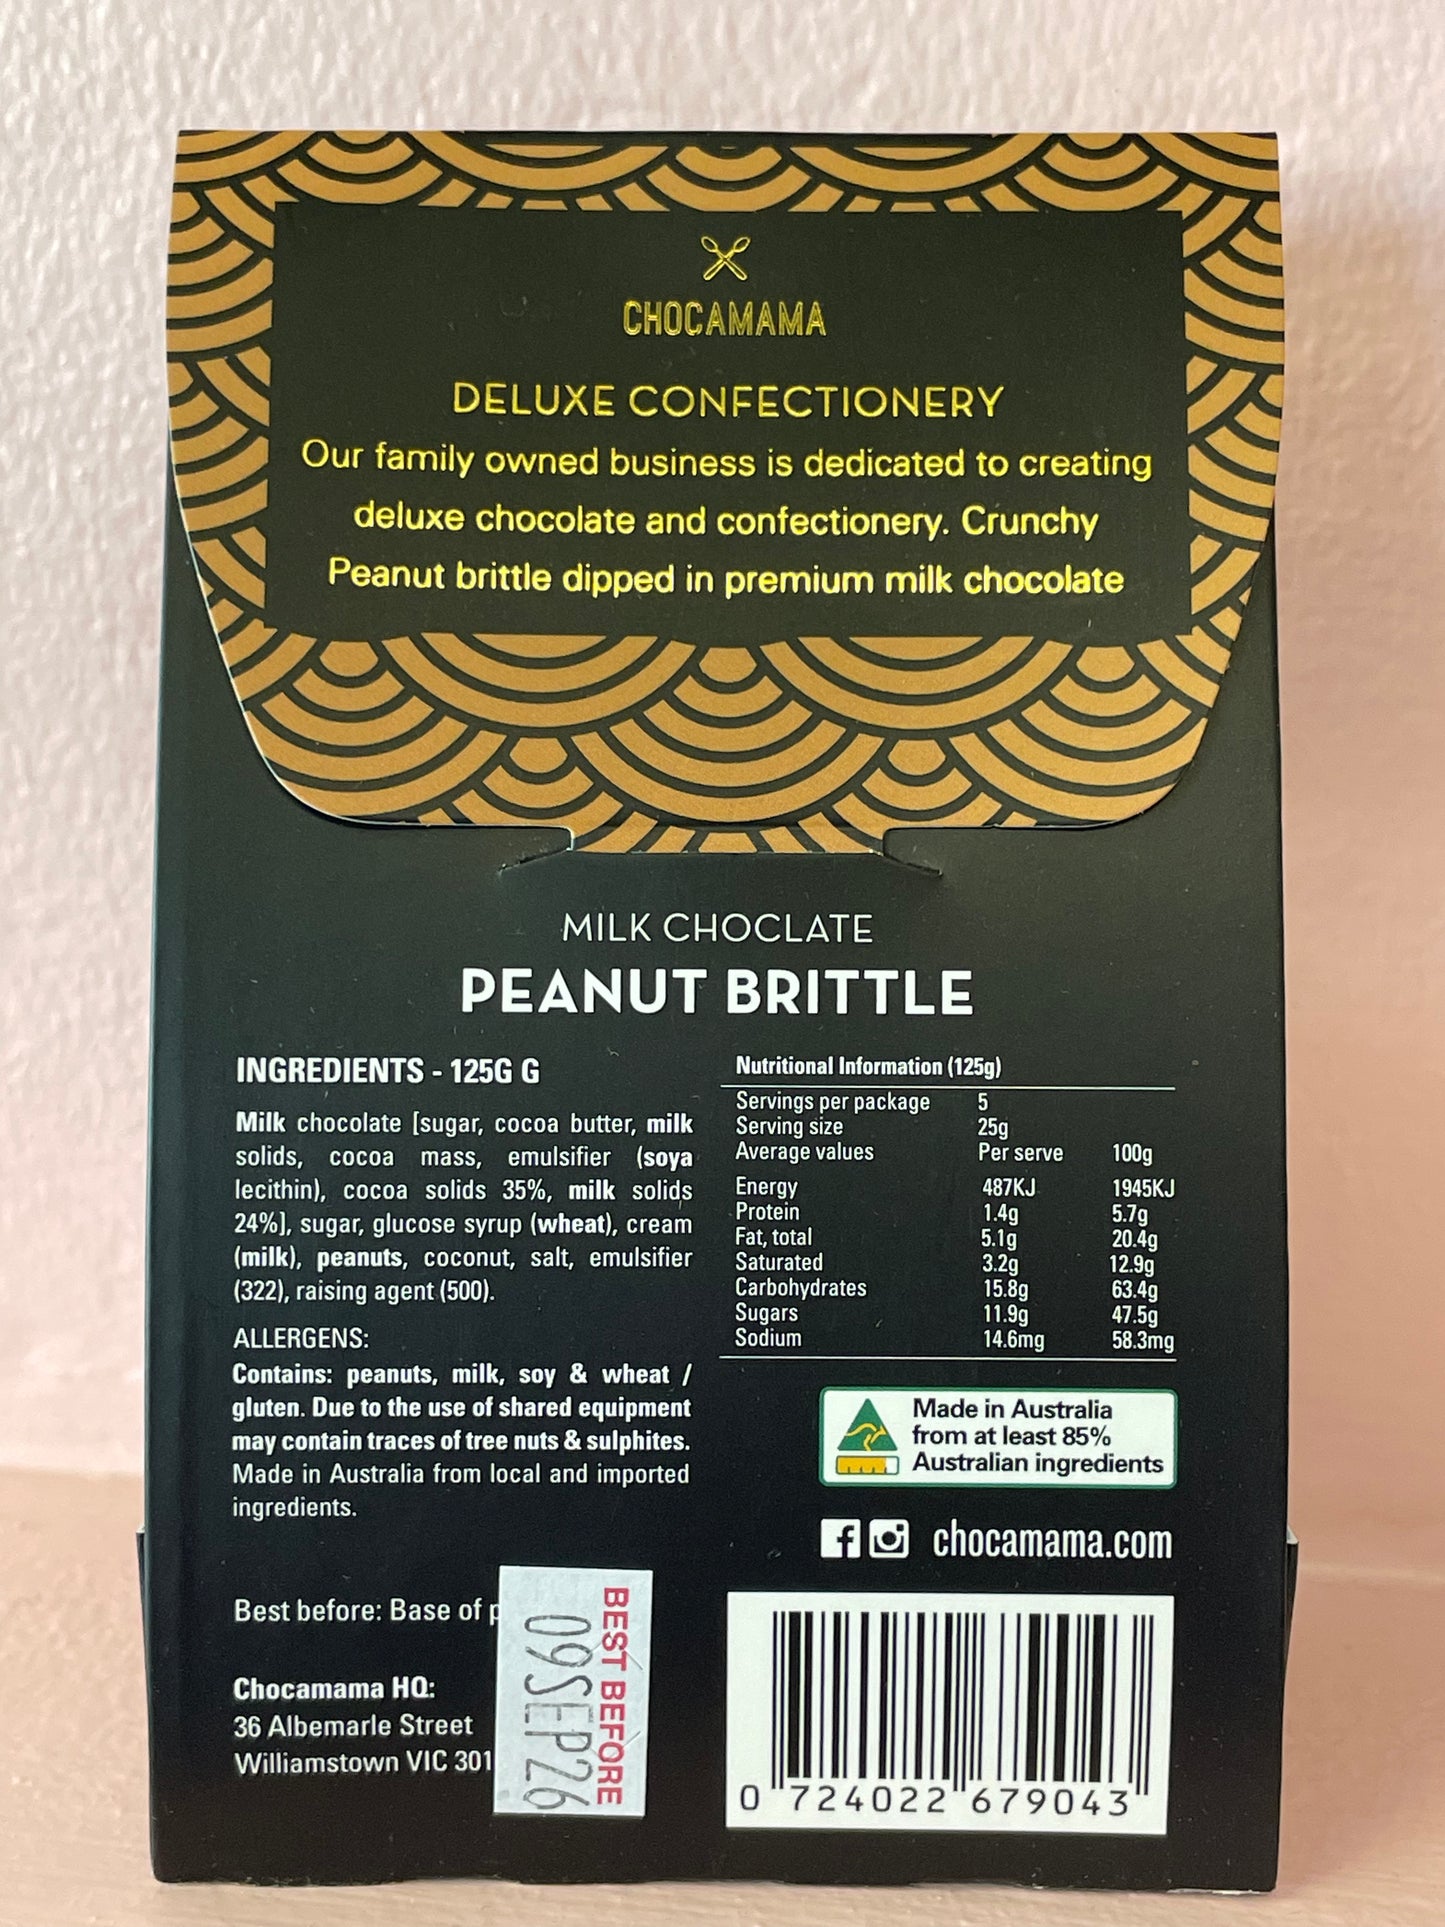 CHOCAMAMA
DELUXE CONFECTIONERY
Our family owned business is dedicated to creating
deluxe chocolate and confectionery. Crunchy
Peanut brittle dipped in premium milk chocolate
MILK CHOCLATE
PEANUT BRITTLE
INGREDIENTS - 125G G
Milk chocolate [sugar, cocoa butter, milk
solids, cocoa mass, emulsifier (soya
lecithin), cocoa solids 35%, milk solids
24%], sugar, glucose syrup (wheat), cream
(milk), peanuts, coconut, salt, emulsifier
(322), raising agent (500).
ALLERGENS:
Contains: peanuts, milk, soy & wheat /
gluten. Due to the use of shared equipment
may contain traces of tree nuts & sulphites.
Made in Australia from local and imported
ingredients.
Best before: Base of
Chocamama HQ:
36 Albemarle Street
Williamstown VIC 301
BEST BEFORE
09SEP26
Nutritional Information (125g)
Servings per package 5
Serving size 25g
Average values Per serve 100g
Energy 487KJ 1945KJ
Protein 1.4g 5.7g
Fat, total 5.1g 20.4g
Saturated 3.2g 12.9g
Carbohydrates 15.8g 63.4g
Sugars 11.9g 47.5g
Sodium 14.6mg 58.3mg
Made in Australia
from at least 85%
Australian ingredients
chocamama.com
0 724022 679043